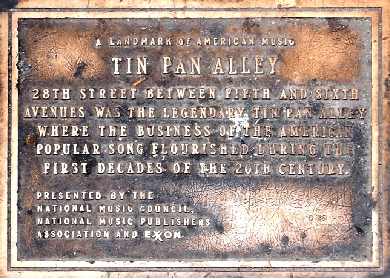 A LANDMARK OF AMERICAN MUSIC
TIN PAN ALLEY
28TH STREET BETWEEN FIFTH AND SIXTH
AVENUES WAS THE LEGENDARY TIN PAN ALLEY
WHERE THE BUSINESS OF THE AMERICAN
POPULAR SONG FLOURISHED DURING THE
FIRST DECADES OF THE 20TH CENTURY.
PRESENTED BY THE
NATIONAL MUSIC COUNCIL,
NATIONAL MUSIC PUBLISHERS
ASSOCIATION AND EXXON